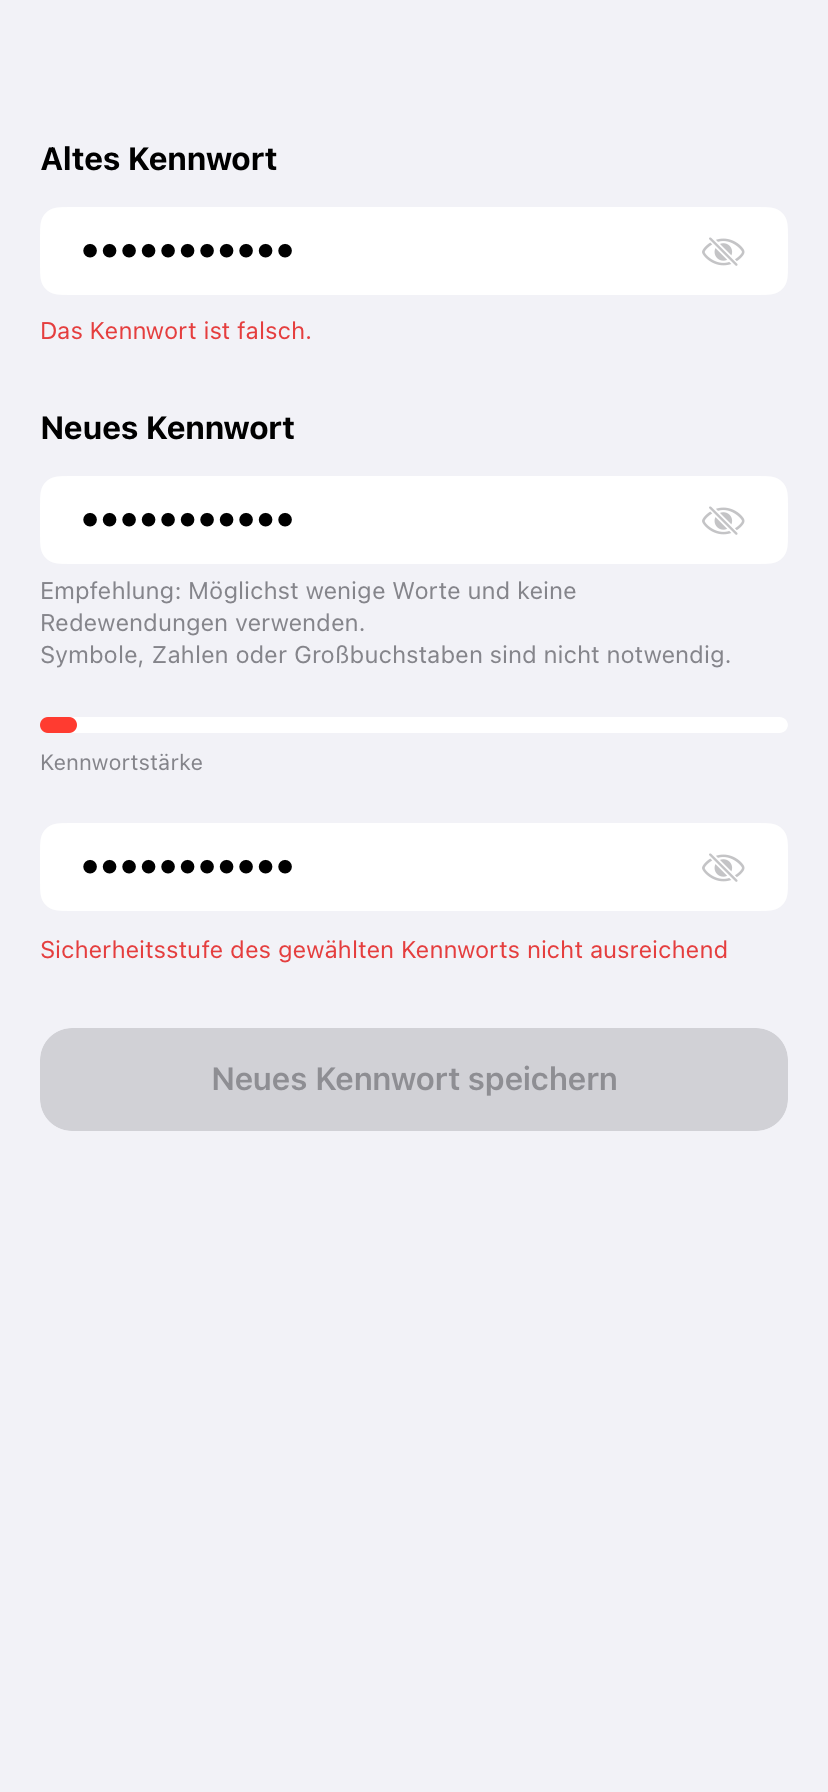 Altes Kennwort
•••••••••••
Das Kennwort ist falsch.
Neues Kennwort
•••••••••••
Empfehlung: Möglichst wenige Worte und keine
Redewendungen verwenden.
Symbole, Zahlen oder Großbuchstaben sind nicht notwendig.
Kennwortstärke
•••••••••••
Sicherheitsstufe des gewählten Kennworts nicht ausreichend
Neues Kennwort speichern